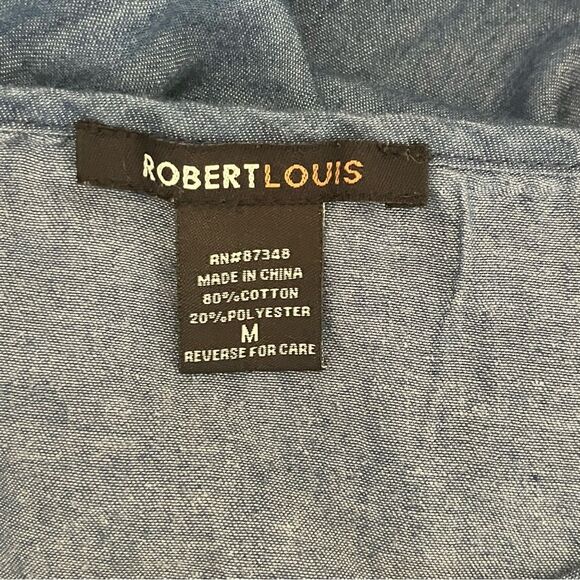 ROBERTLOUIS
RN#87348
MADE IN CHINA
80%COTTON
20%POLYESTER
M
REVERSE FOR CARE